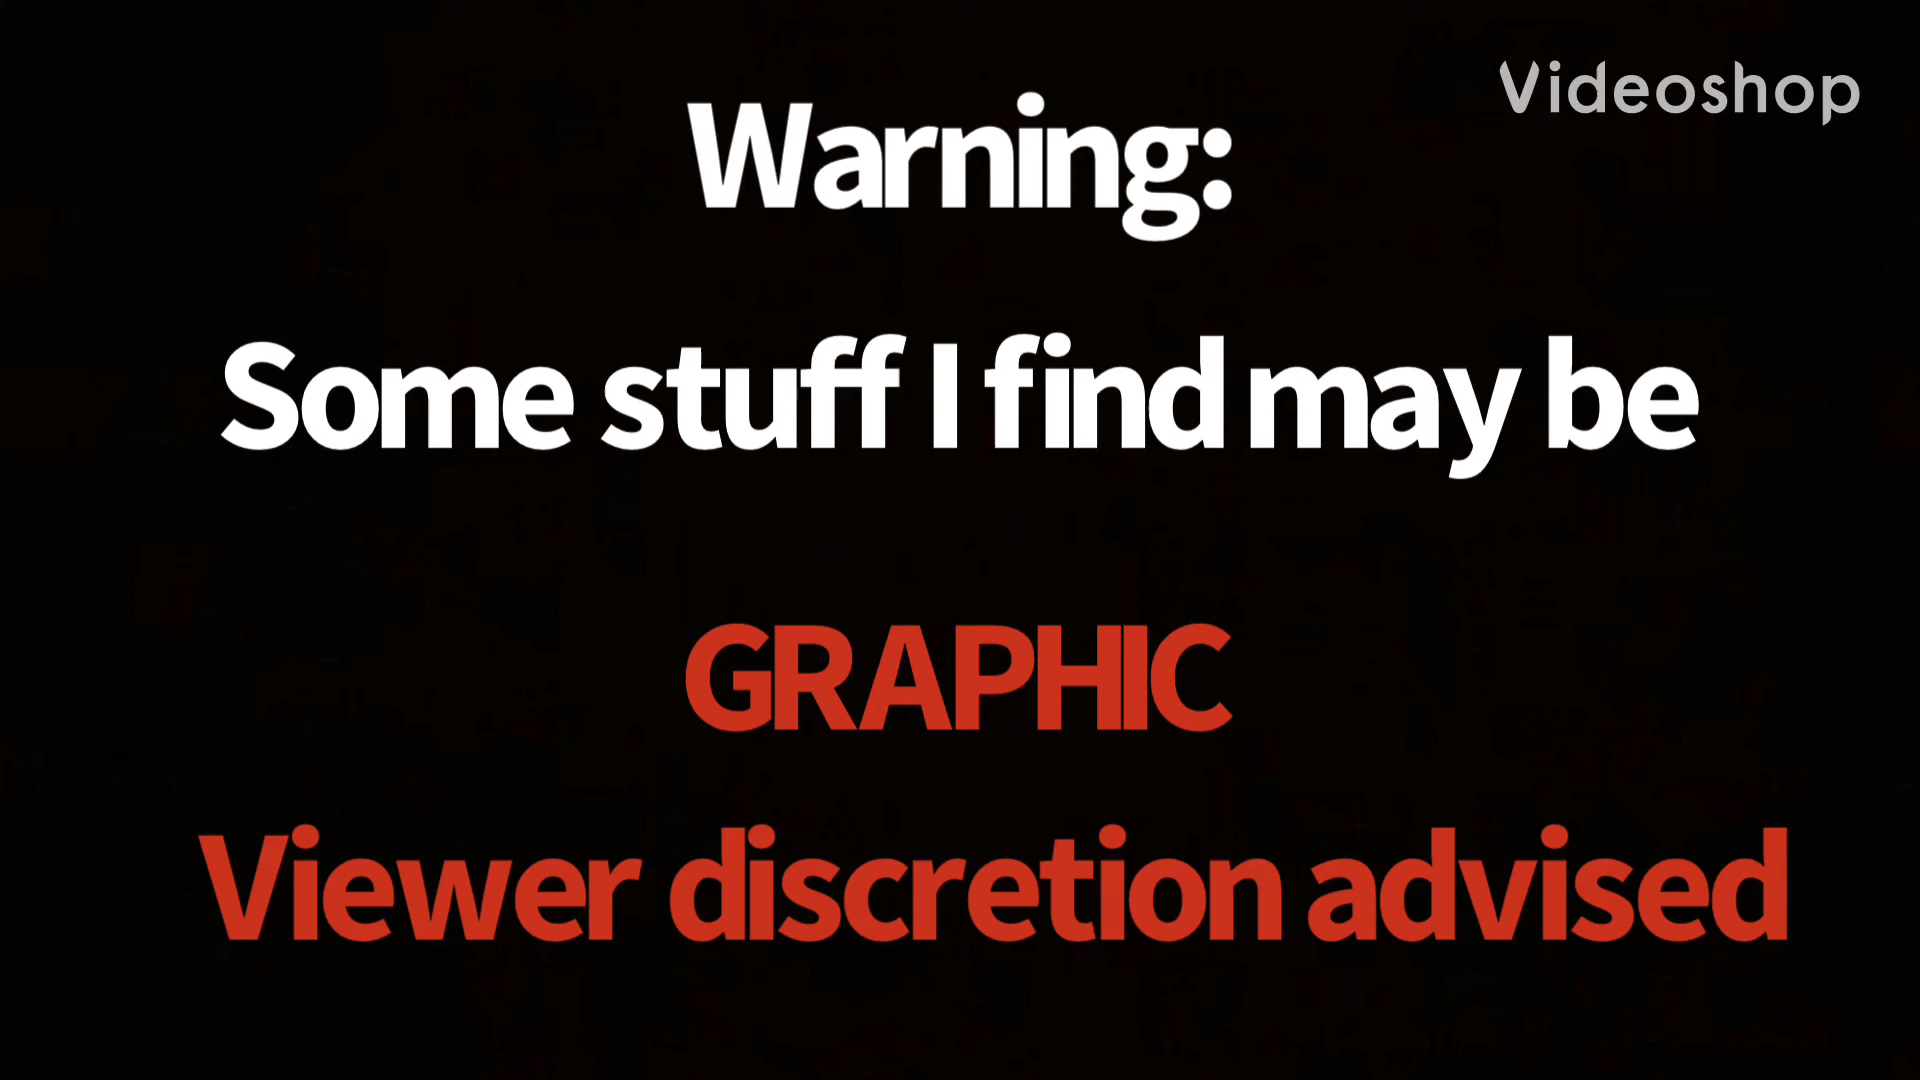 Videoshop
Warning:
Some stuff I find may be
GRAPHIC
Viewer discretion advised